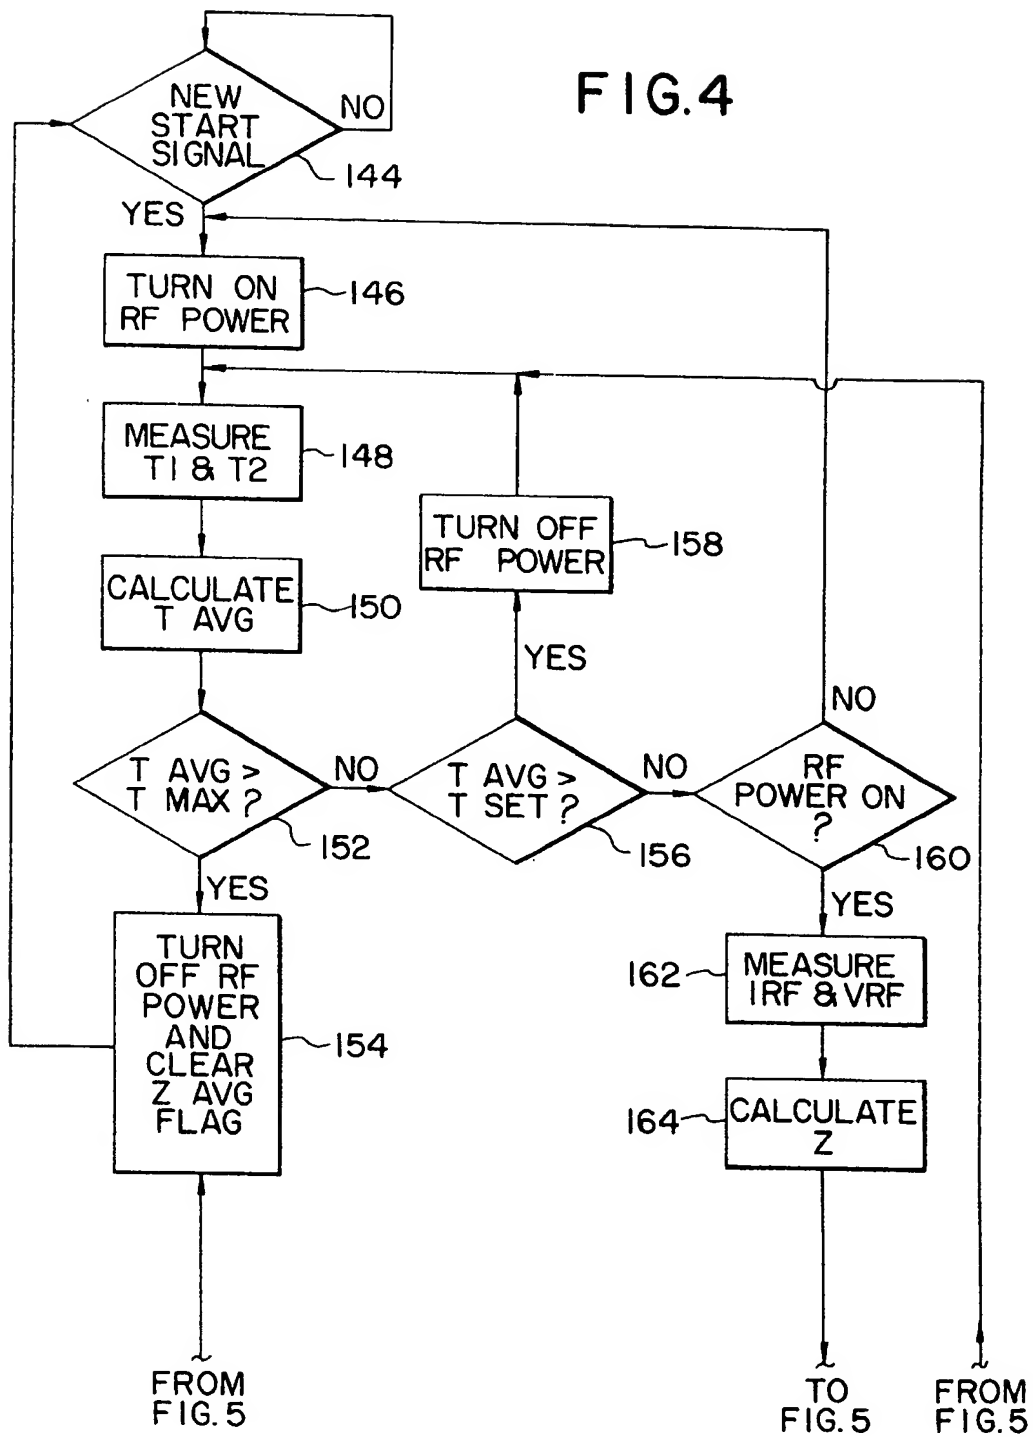 FIG.4
NEW
START
SIGNAL
NO
144
YES
TURN ON
RF POWER
146
MEASURE
T1 & T2
148
CALCULATE
T AVG
150
TURN OFF
RF POWER
158
YES
NO
T AVG >
T MAX ?
152
NO
T AVG >
T SET ?
156
NO
RF
POWER ON
?
160
YES
YES
TURN
OFF RF
POWER
AND
CLEAR
Z AVG
FLAG
154
162
MEASURE
IRF & VRF
164
CALCULATE
Z
FROM
FIG. 5
TO
FIG.5
FROM
FIG.5